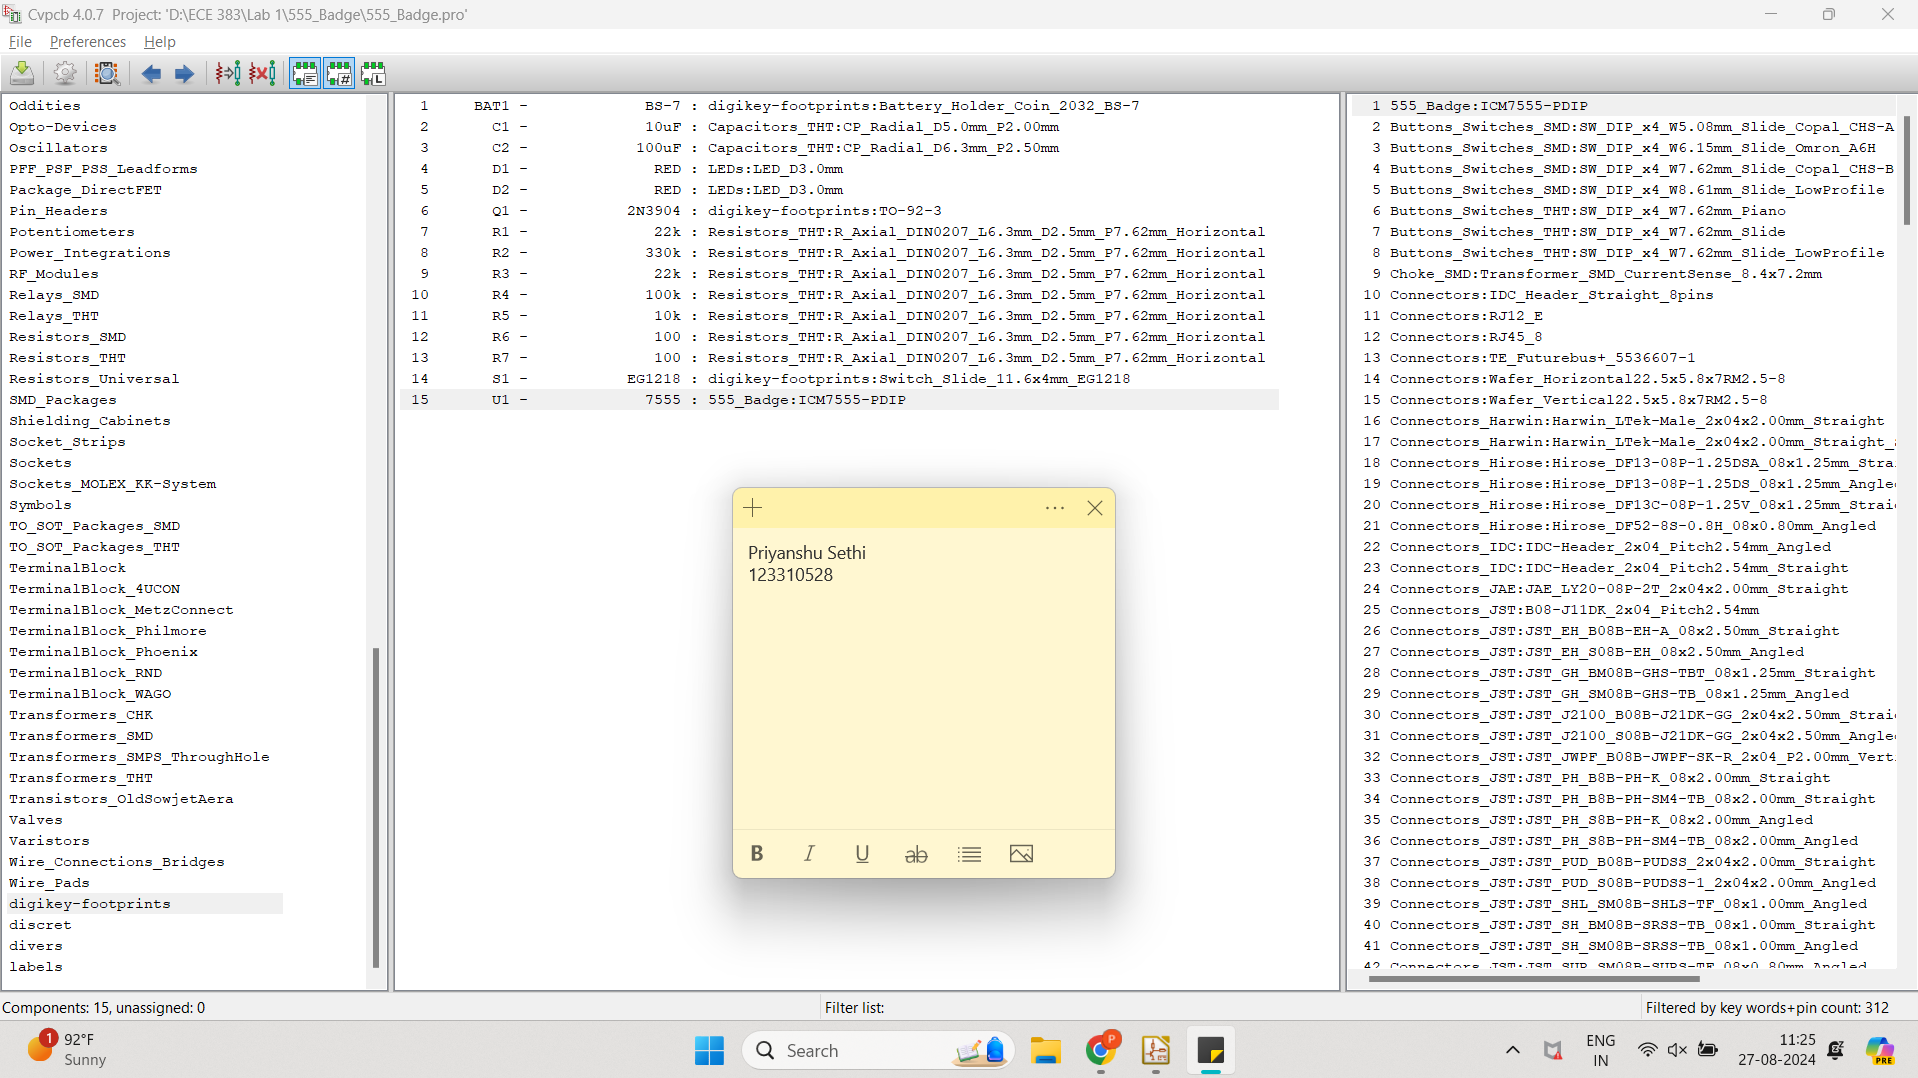 Cvpcb 4.0.7 Project: 'D:\ECE 383\Lab 1\555_Badge\555_Badge.pro'
File Preferences Help
Oddities
Opto-Devices
Oscillators
PFF_PSF_PSS_Leadforms
Package_DirectFET
Pin_Headers
Potentiometers
Power_Integrations
RF_Modules
Relays_SMD
Relays_THT
Resistors_SMD
Resistors_THT
Resistors_Universal
SMD_Packages
Shielding_Cabinets
Socket_Strips
Sockets
Sockets_MOLEX_KK-System
Symbols
TO_SOT_Packages_SMD
TO_SOT_Packages_THT
TerminalBlock
TerminalBlock_4UCON
TerminalBlock_MetzConnect
TerminalBlock_Philmore
TerminalBlock_Phoenix
TerminalBlock_RND
TerminalBlock_WAGO
Transformers_CHK
Transformers_SMD
Transformers_SMPS_ThroughHole
Transformers_THT
Transistors_OldSowjetAera
Valves
Varistors
Wire_Connections_Bridges
Wire_Pads
digikey-footprints
discret
divers
labels
1 BAT1 - BS-7 : digikey-footprints:Battery_Holder_Coin_2032_BS-7
2 C1 - 10uF : Capacitors_THT:CP_Radial_D5.0mm_P2.00mm
3 C2 - 100uF : Capacitors_THT:CP_Radial_D6.3mm_P2.50mm
4 D1 - RED : LEDs:LED_D3.0mm
5 D2 - RED : LEDs:LED_D3.0mm
6 Q1 - 2N3904 : digikey-footprints:TO-92-3
7 R1 - 22k : Resistors_THT:R_Axial_DIN0207_L6.3mm_D2.5mm_P7.62mm_Horizontal
8 R2 - 330k : Resistors_THT:R_Axial_DIN0207_L6.3mm_D2.5mm_P7.62mm_Horizontal
9 R3 - 22k : Resistors_THT:R_Axial_DIN0207_L6.3mm_D2.5mm_P7.62mm_Horizontal
10 R4 - 100k : Resistors_THT:R_Axial_DIN0207_L6.3mm_D2.5mm_P7.62mm_Horizontal
11 R5 - 10k : Resistors_THT:R_Axial_DIN0207_L6.3mm_D2.5mm_P7.62mm_Horizontal
12 R6 - 100 : Resistors_THT:R_Axial_DIN0207_L6.3mm_D2.5mm_P7.62mm_Horizontal
13 R7 - 100 : Resistors_THT:R_Axial_DIN0207_L6.3mm_D2.5mm_P7.62mm_Horizontal
14 S1 - EG1218 : digikey-footprints:Switch_Slide_11.6x4mm_EG1218
15 U1 - 7555 : 555_Badge:ICM7555-PDIP
Priyanshu Sethi
123310528
B I U ab
1 555_Badge:ICM7555-PDIP
2 Buttons_Switches_SMD:SW_DIP_x4_W5.08mm_Slide_Copal_CHS-A
3 Buttons_Switches_SMD:SW_DIP_x4_W6.15mm_Slide_Omron_A6H
4 Buttons_Switches_SMD:SW_DIP_x4_W7.62mm_Slide_Copal_CHS-B
5 Buttons_Switches_SMD:SW_DIP_x4_W8.61mm_Slide_LowProfile
6 Buttons_Switches_THT:SW_DIP_x4_W7.62mm_Piano
7 Buttons_Switches_THT:SW_DIP_x4_W7.62mm_Slide
8 Buttons_Switches_THT:SW_DIP_x4_W7.62mm_Slide_LowProfile
9 Choke_SMD:Transformer_SMD_CurrentSense_8.4x7.2mm
10 Connectors:IDC_Header_Straight_8pins
11 Connectors:RJ12_E
12 Connectors:RJ45_8
13 Connectors:TE_Futurebus+_5536607-1
14 Connectors:Wafer_Horizontal22.5x5.8x7RM2.5-8
15 Connectors:Wafer_Vertical22.5x5.8x7RM2.5-8
16 Connectors_Harwin:Harwin_LTek-Male_2x04x2.00mm_Straight
17 Connectors_Harwin:Harwin_LTek-Male_2x04x2.00mm_Straight_
18 Connectors_Hirose:Hirose_DF13-08P-1.25DSA_08x1.25mm_Stra
19 Connectors_Hirose:Hirose_DF13-08P-1.25DS_08x1.25mm_Angle
20 Connectors_Hirose:Hirose_DF13C-08P-1.25V_08x1.25mm_Strai
21 Connectors_Hirose:Hirose_DF52-8S-0.8H_08x0.80mm_Angled
22 Connectors_IDC:IDC-Header_2x04_Pitch2.54mm_Angled
23 Connectors_IDC:IDC-Header_2x04_Pitch2.54mm_Straight
24 Connectors_JAE:JAE_LY20-08P-2T_2x04x2.00mm_Straight
25 Connectors_JST:B08-J11DK_2x04_Pitch2.54mm
26 Connectors_JST:JST_EH_B08B-EH-A_08x2.50mm_Straight
27 Connectors_JST:JST_EH_S08B-EH_08x2.50mm_Angled
28 Connectors_JST:JST_GH_BM08B-GHS-TBT_08x1.25mm_Straight
29 Connectors_JST:JST_GH_SM08B-GHS-TB_08x1.25mm_Angled
30 Connectors_JST:JST_J2100_B08B-J21DK-GG_2x04x2.50mm_Strai
31 Connectors_JST:JST_J2100_S08B-J21DK-GG_2x04x2.50mm_Angle
32 Connectors_JST:JST_JWPF_B08B-JWPF-SK-R_2x04_P2.00mm_Vert
33 Connectors_JST:JST_PH_B8B-PH-K_08x2.00mm_Straight
34 Connectors_JST:JST_PH_B8B-PH-SM4-TB_08x2.00mm_Straight
35 Connectors_JST:JST_PH_S8B-PH-K_08x2.00mm_Angled
36 Connectors_JST:JST_PH_S8B-PH-SM4-TB_08x2.00mm_Angled
37 Connectors_JST:JST_PUD_B08B-PUDSS_2x04x2.00mm_Straight
38 Connectors_JST:JST_PUD_S08B-PUDSS-1_2x04x2.00mm_Angled
39 Connectors_JST:JST_SHL_SM08B-SHLS-TF_08x1.00mm_Angled
40 Connectors_JST:JST_SH_BM08B-SRSS-TB_08x1.00mm_Straight
41 Connectors_JST:JST_SH_SM08B-SRSS-TB_08x1.00mm_Angled
42 Connectors_JST:JST_SUR_SM08B-SURS-TF_08x0.80mm_Angled
Components: 15, unassigned: 0
Filter list:
Filtered by key words+pin count: 312
1
92°F
Sunny
Search
P
ENG
IN
11:25
27-08-2024
PRE